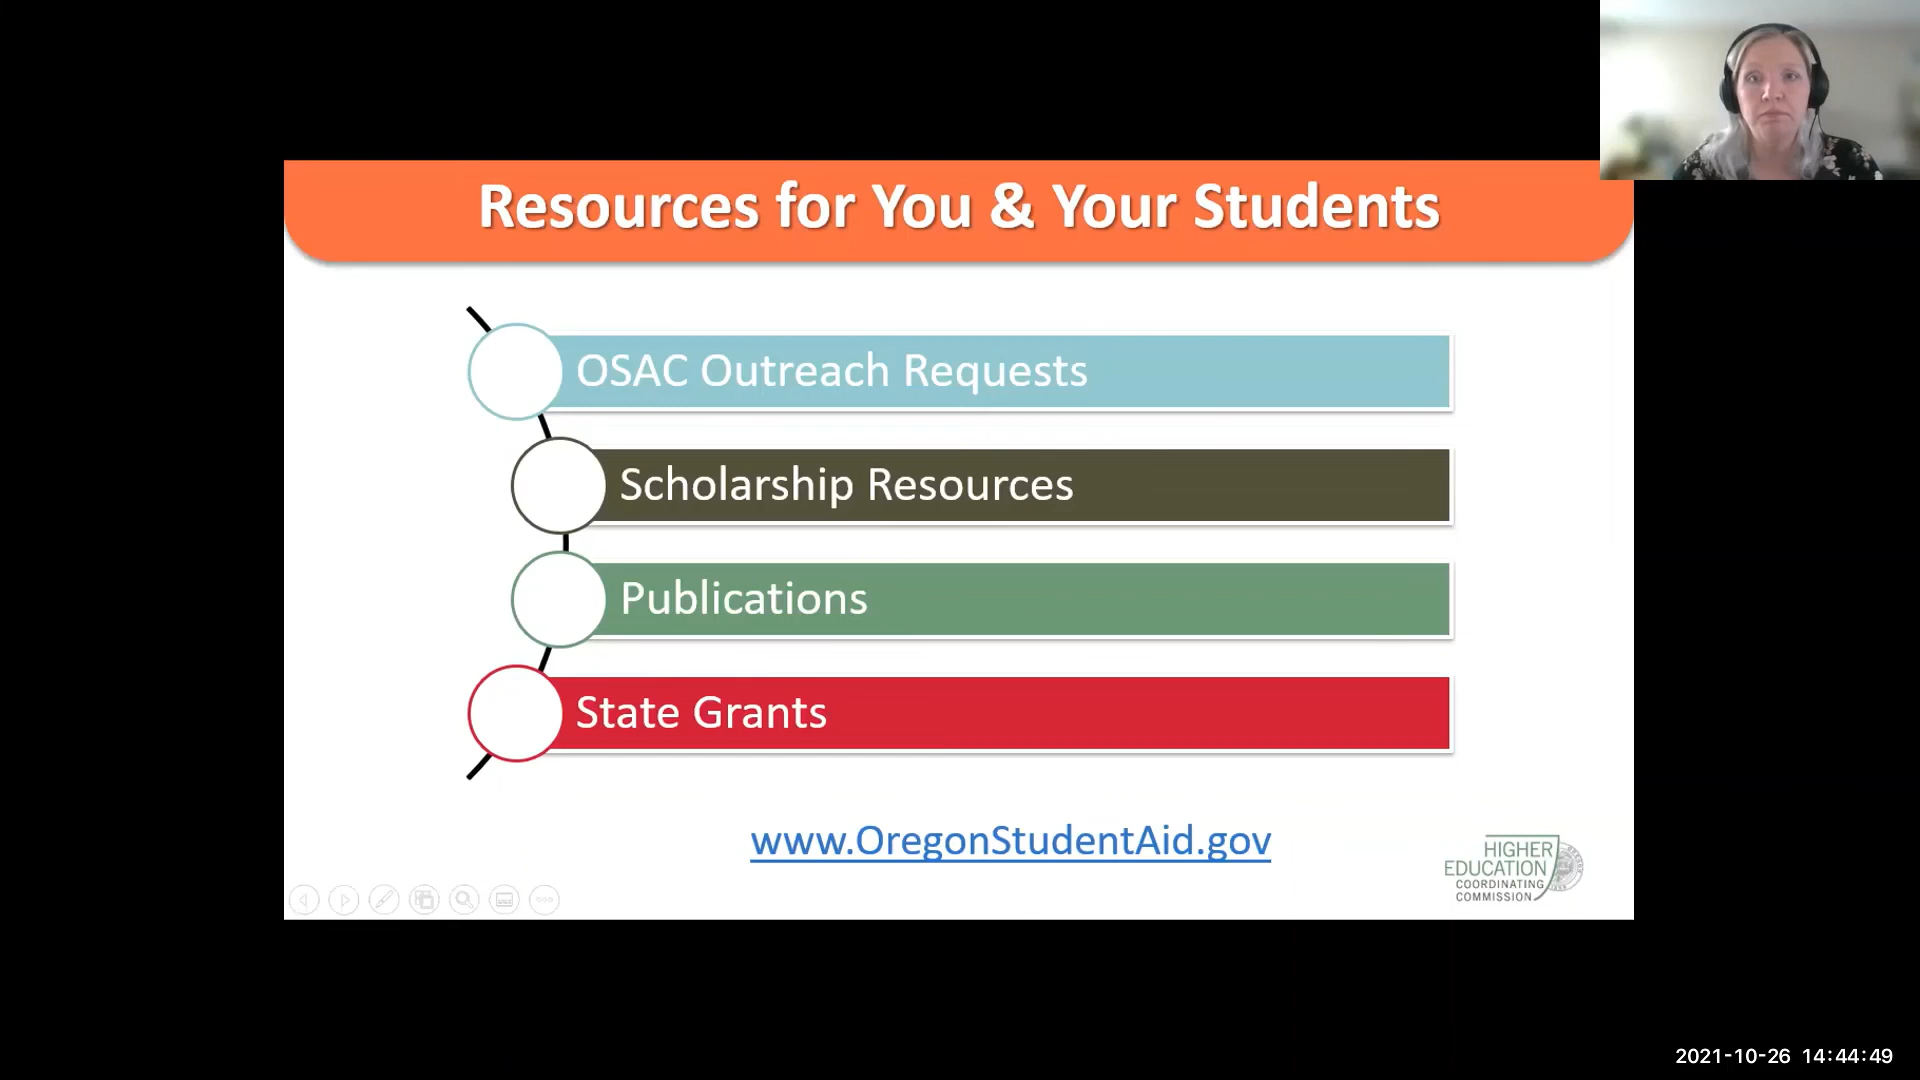 Resources for You & Your Students
OSAC Outreach Requests
Scholarship Resources
Publications
State Grants
www.OregonStudentAid.gov
HIGHER
EDUCATION
COORDINATING
COMMISSION
2021-10-26 14:44:49